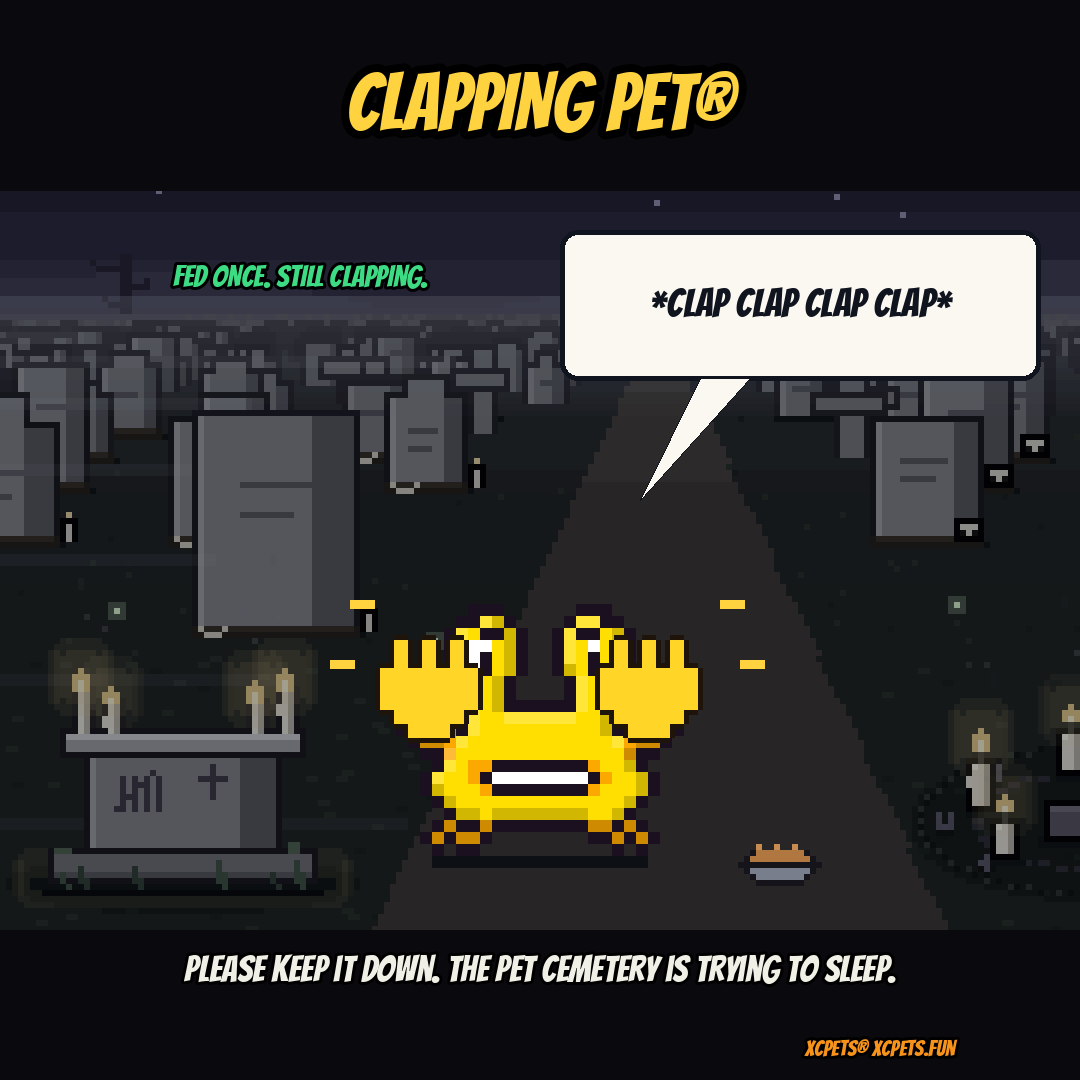 CLAPPING PET®
FED ONCE. STILL CLAPPING.
*CLAP CLAP CLAP CLAP*
PLEASE KEEP IT DOWN. THE PET CEMETERY IS TRYING TO SLEEP.
XCPETS® XCPETS.FUN